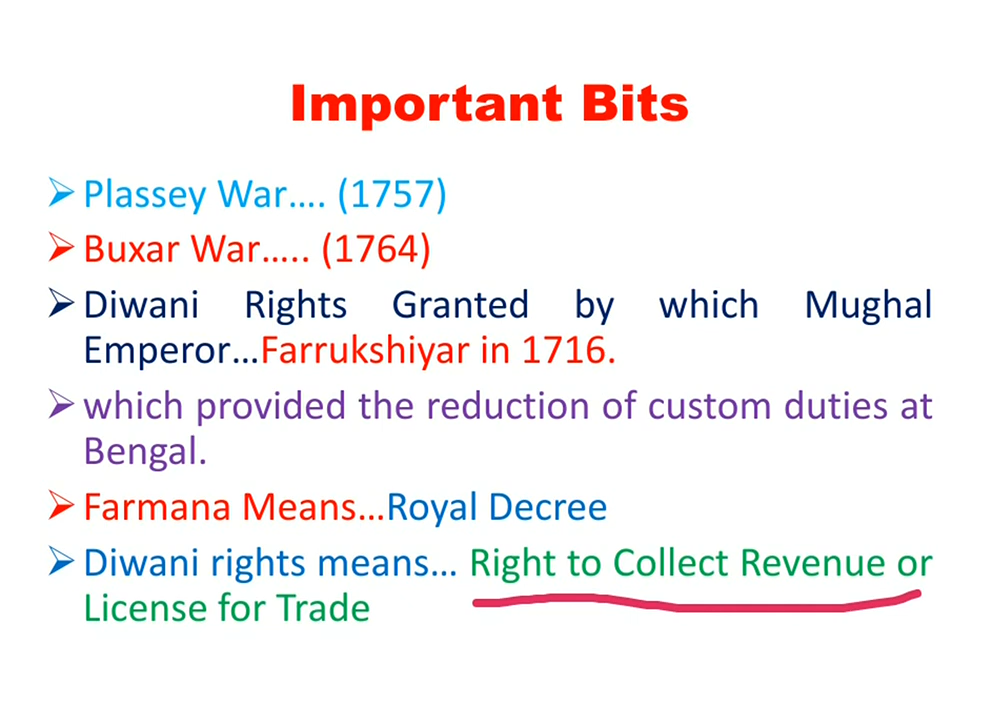 Important Bits
Plassey War…. (1757)
Buxar War….. (1764)
Diwani Rights Granted by which Mughal
Emperor…Farrukshiyar in 1716.
which provided the reduction of custom duties at
Bengal.
Farmana Means…Royal Decree
Diwani rights means… Right to Collect Revenue or
License for Trade